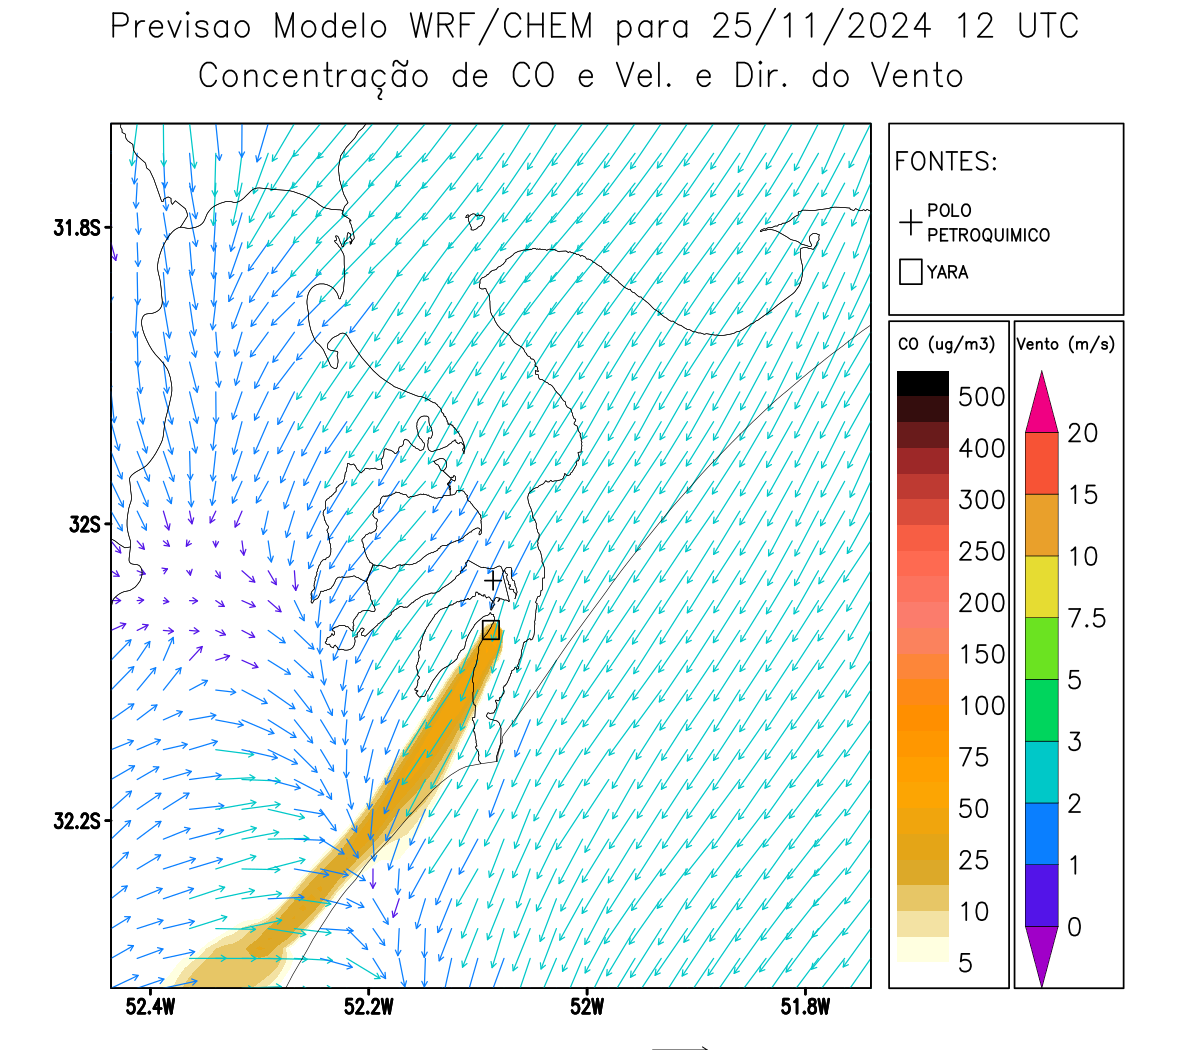 Previsao Modelo WRF/CHEM para 25/11/2024 12 UTC
Concentração de CO e Vel. e Dir. do Vento
FONTES:
POLO
PETROQUIMICO
YARA
CO (ug/m3)
500
400
300
250
200
150
100
75
50
25
10
5
Vento (m/s)
20
15
10
7.5
5
3
2
1
0
31.8S
32S
32.2S
52.4W
52.2W
52W
51.8W